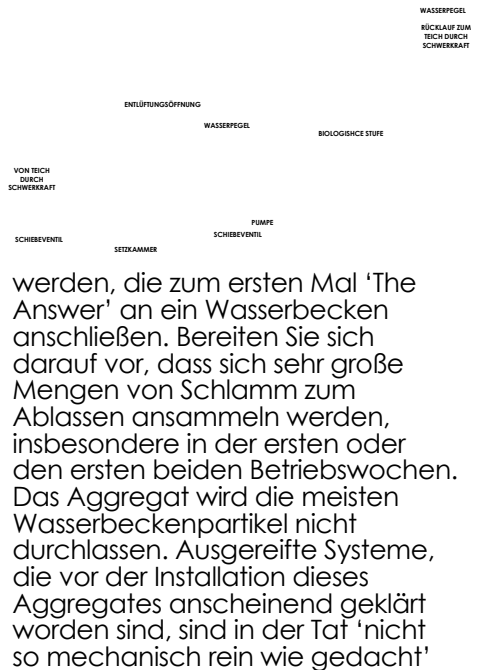 WASSERPEGEL
RÜCKLAUF ZUM
TEICH DURCH
SCHWERKRAFT
ENTLÜFTUNGSÖFFNUNG
WASSERPEGEL
BIOLOGISHCE STUFE
VON TEICH
DURCH
SCHWERKRAFT
PUMPE
SCHIEBEVENTIL
SCHIEBEVENTIL
SETZKAMMER
werden, die zum ersten Mal ‘The
Answer’ an ein Wasserbecken
anschließen. Bereiten Sie sich
darauf vor, dass sich sehr große
Mengen von Schlamm zum
Ablassen ansammeln werden,
insbesondere in der ersten oder
den ersten beiden Betriebswochen.
Das Aggregat wird die meisten
Wasserbeckenpartikel nicht
durchlassen. Ausgereifte Systeme,
die vor der Installation dieses
Aggregates anscheinend geklärt
worden sind, sind in der Tat ‘nicht
so mechanisch rein wie gedacht’